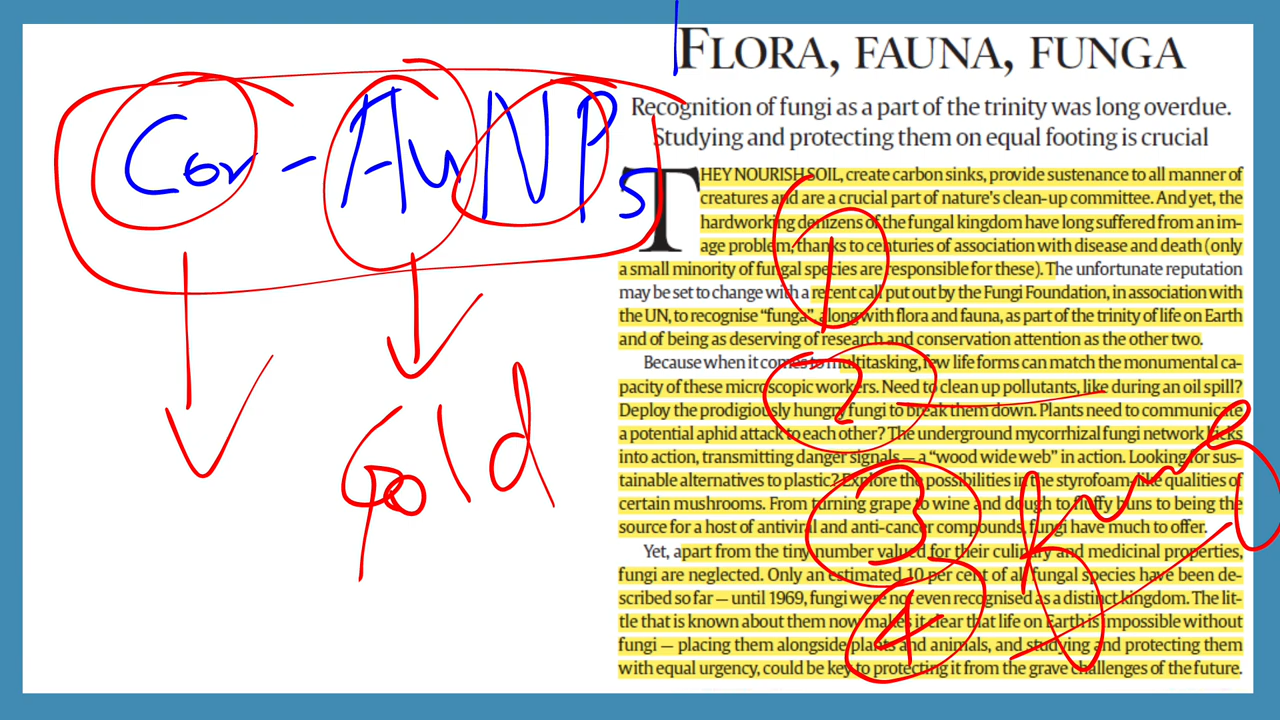 Cor-AuNPs
gold
FLORA, FAUNA, FUNGA
Recognition of fungi as a part of the trinity was long overdue.
Studying and protecting them on equal footing is crucial
THEY NOURISH SOIL, create carbon sinks, provide sustenance to all manner of
creatures and are a crucial part of nature's clean-up committee. And yet, the
hardworking denizens of the fungal kingdom have long suffered from an im-
age problem, thanks to centuries of association with disease and death (only
a small minority of fungal species are responsible for these). The unfortunate reputation
may be set to change with a recent call put out by the Fungi Foundation, in association with
the UN, to recognise "funga", along with flora and fauna, as part of the trinity of life on Earth
and of being as deserving of research and conservation attention as the other two.
Because when it comes to multitasking, few life forms can match the monumental ca-
pacity of these microscopic workers. Need to clean up pollutants, like during an oil spill?
Deploy the prodigiously hungry fungi to break them down. Plants need to communicate
a potential aphid attack to each other? The underground mycorrhizal fungi network kicks
into action, transmitting danger signals — a "wood wide web" in action. Looking for sus-
tainable alternatives to plastic? Explore the possibilities in the styrofoam-like qualities of
certain mushrooms. From turning grape to wine and dough to fluffy buns to being the
source for a host of antiviral and anti-cancer compounds, fungi have much to offer.
Yet, apart from the tiny number valued for their culinary and medicinal properties,
fungi are neglected. Only an estimated 10 per cent of all fungal species have been de-
scribed so far — until 1969, fungi were not even recognised as a distinct kingdom. The lit-
tle that is known about them now makes it clear that life on Earth is impossible without
fungi — placing them alongside plants and animals, and studying and protecting them
with equal urgency, could be key to protecting it from the grave challenges of the future.
1
2
3
4